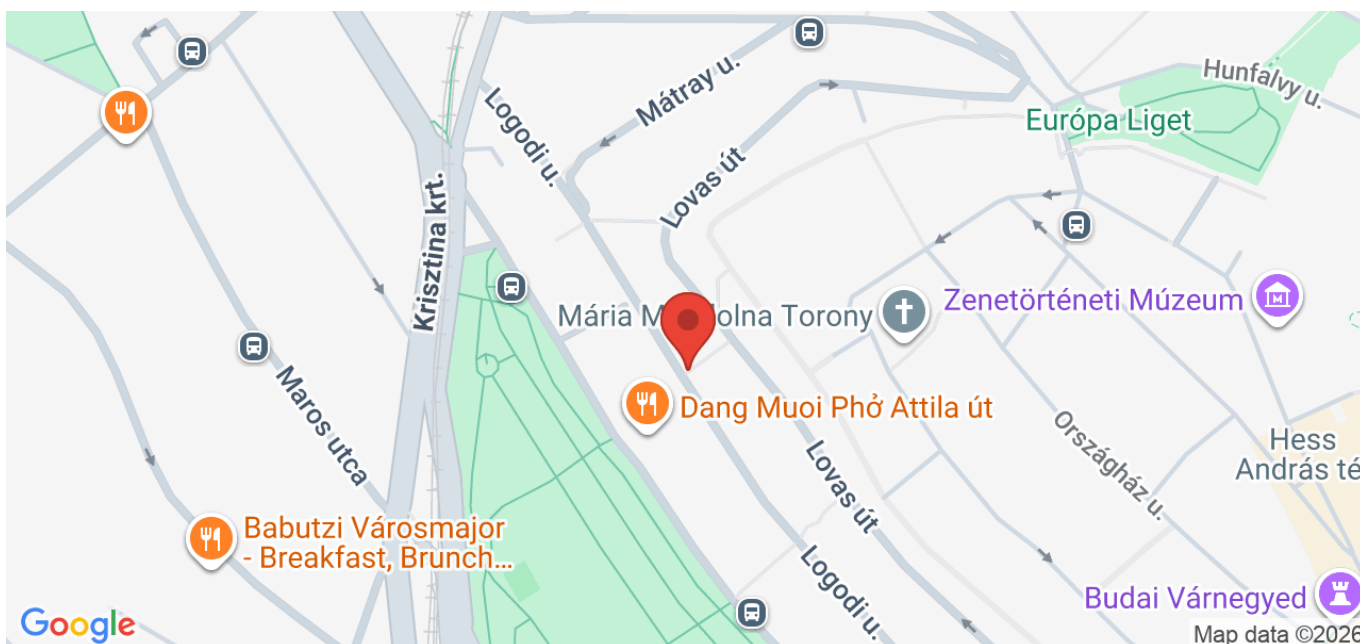 Mátray u.
Hunfalvy u.
Logodi u.
Európa Liget
Lovas út
Krisztina krt.
Zenetörténeti Múzeum
Mária M
olna Torony
Dang Muoi Phở Attila út
Maros utca
Országház u.
Hess
András té
Lovas út
Babutzi Városmajor
- Breakfast, Brunch...
Logodi u.
Budai Várnegyed
Google
Map data ©2026